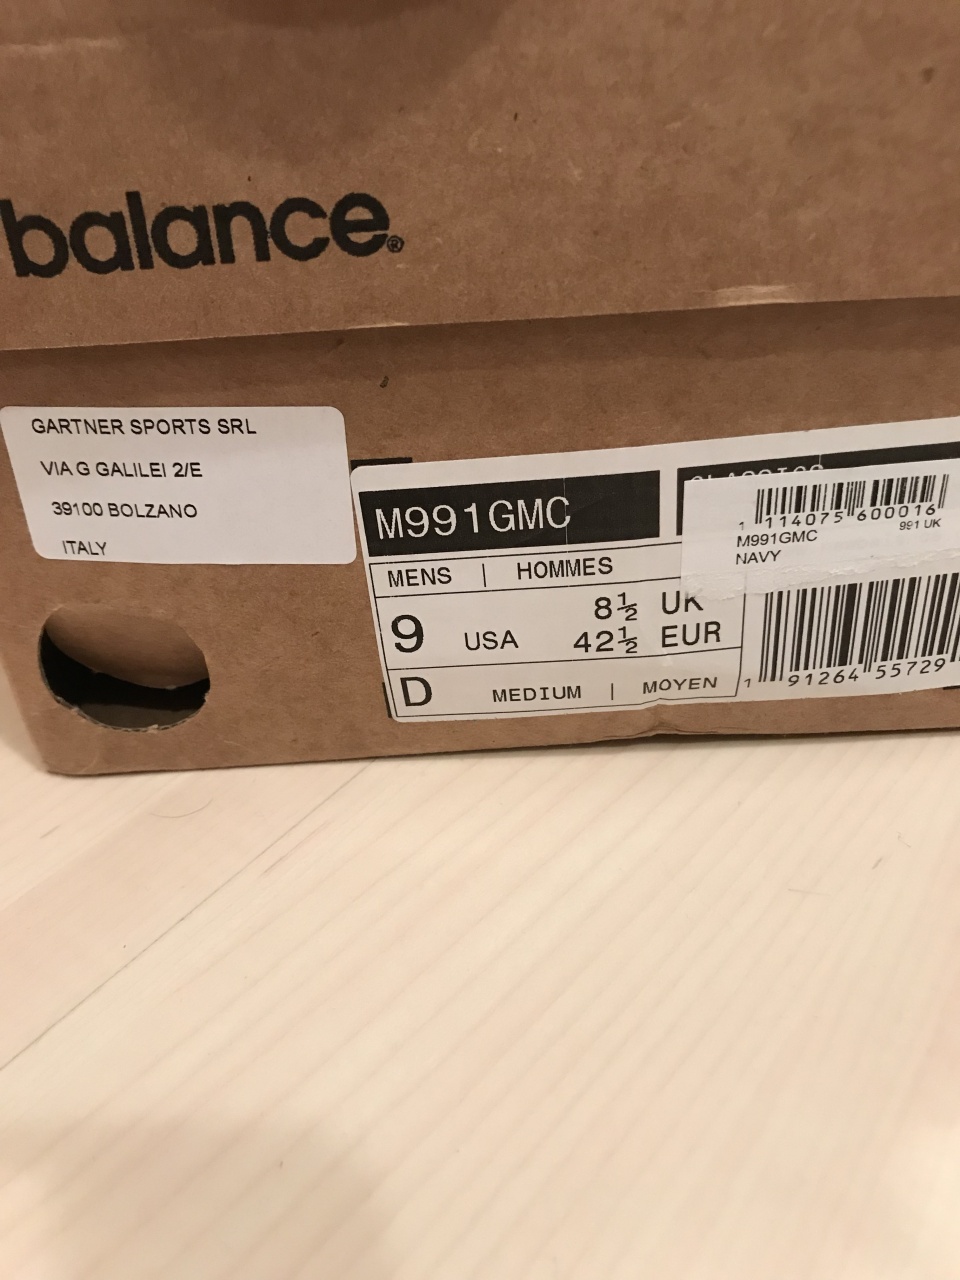 balance®
GARTNER SPORTS SRL
VIA G GALILEI 2/E
39100 BOLZANO
ITALY
M991GMC
MENS | HOMMES
9 USA 8½ UK
42½ EUR
D MEDIUM | MOYEN
1 114075 600016
991 UK
M991GMC
NAVY
1 91264 55729